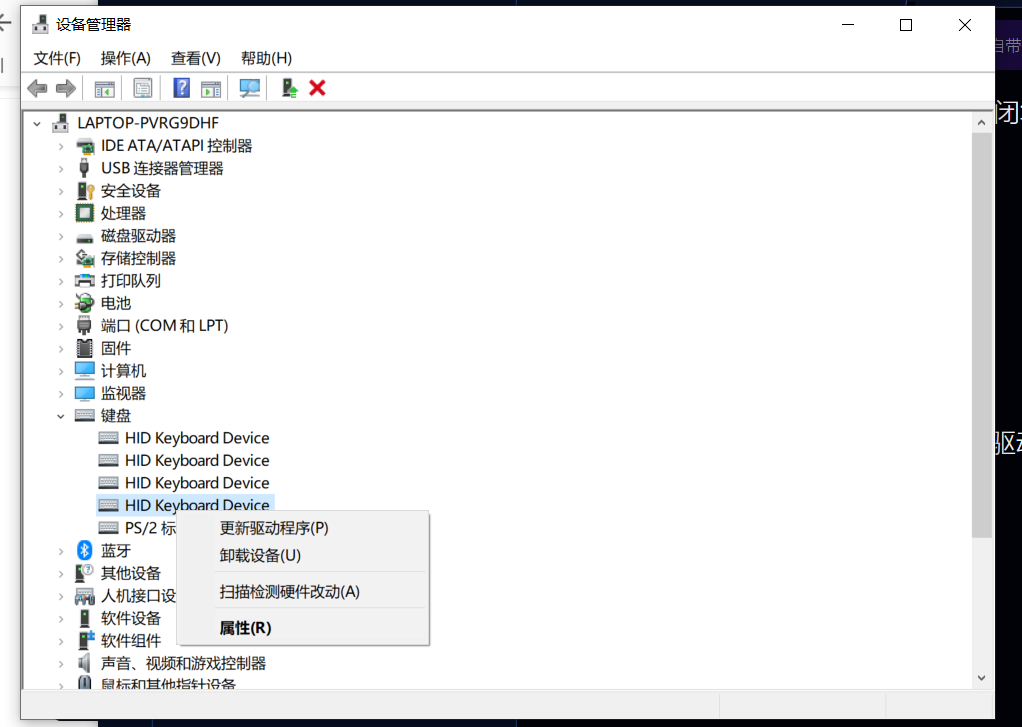 设备管理器
文件(F) 操作(A) 查看(V) 帮助(H)
自带
闭
LAPTOP-PVRG9DHF
IDE ATA/ATAPI 控制器
USB 连接器管理器
安全设备
处理器
磁盘驱动器
存储控制器
打印队列
电池
端口 (COM 和 LPT)
固件
计算机
监视器
键盘
HID Keyboard Device
HID Keyboard Device
驱动
HID Keyboard Device
HID Keyboard Device
PS/2 标
更新驱动程序(P)
卸载设备(U)
扫描检测硬件改动(A)
属性(R)
蓝牙
其他设备
人机接口设
软件设备
软件组件
声音、视频和游戏控制器
鼠标和其他指针设备